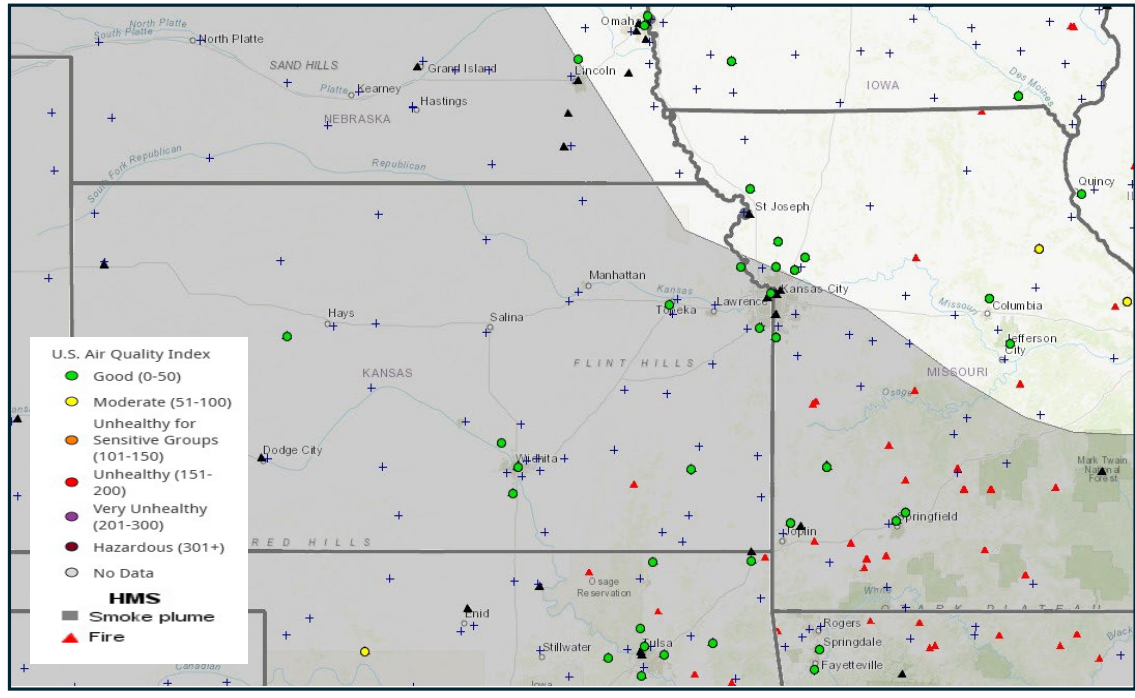 Omaha
North Platte
South Platte
North Platte
SAND HILLS
Grand Island
Lincoln
Platte
Kearney
Hastings
NEBRASKA
IOWA
Des Moines
South Fork Republican
Republican
Quincy
IL
St Joseph
Manhattan
Kansas
Topeka
Lawrence
Kansas City
Missouri
Columbia
Jefferson
City
Hays
Salina
FLINT HILLS
KANSAS
MISSOURI
Osage
Dodge City
Wichita
Mark Twain
National
Forest
Springfield
Joplin
RED HILLS
Osage
Reservation
White
OZARK PLATEAU
Enid
Rogers
Black
Stillwater
Tulsa
Springdale
Fayetteville
Canadian
Iowa
U.S. Air Quality Index
Good (0-50)
Moderate (51-100)
Unhealthy for
Sensitive Groups
(101-150)
Unhealthy (151-
200)
Very Unhealthy
(201-300)
Hazardous (301+)
No Data
HMS
Smoke plume
Fire